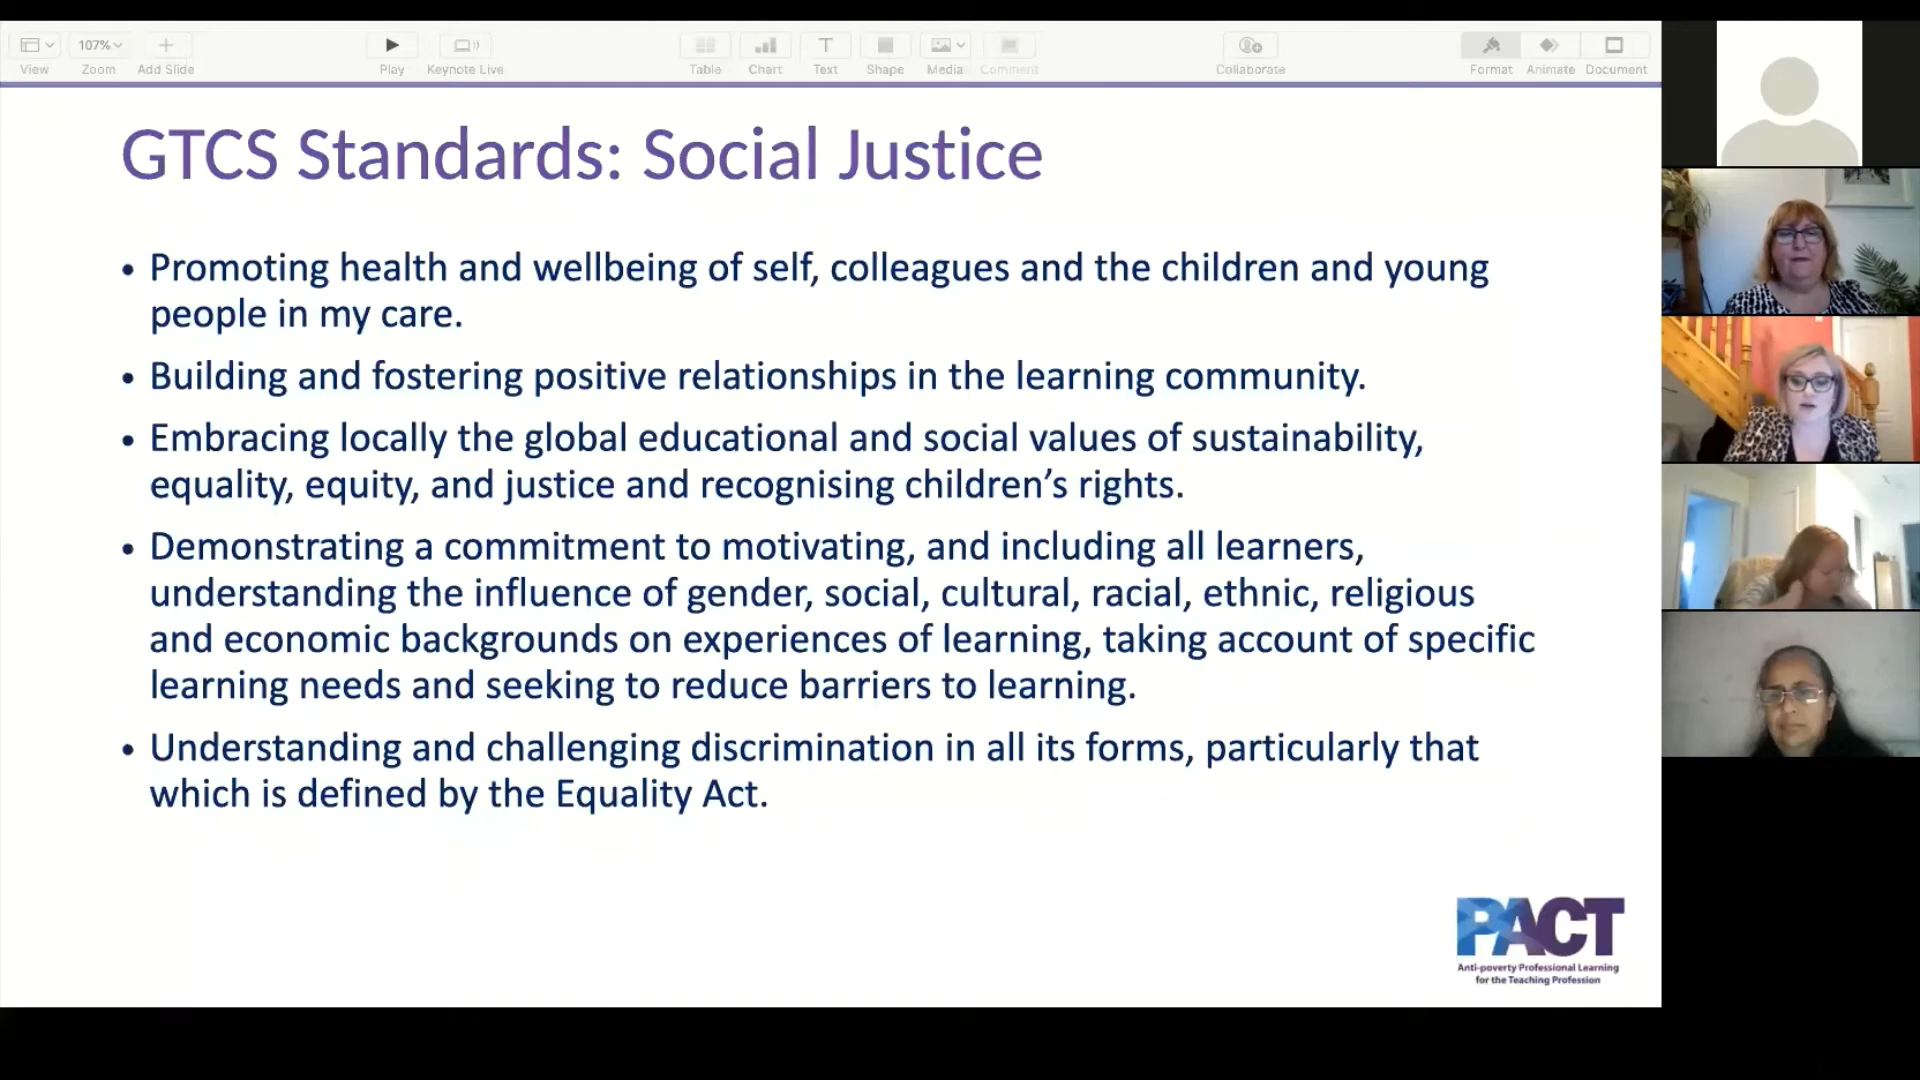 107%
View
Zoom
Add Slide
Play
Keynote Live
Table
Chart
T
Text
Shape
Media
Comment
Collaborate
Format
Animate
Document
GTCS Standards: Social Justice
• Promoting health and wellbeing of self, colleagues and the children and young
people in my care.
• Building and fostering positive relationships in the learning community.
• Embracing locally the global educational and social values of sustainability,
equality, equity, and justice and recognising children’s rights.
• Demonstrating a commitment to motivating, and including all learners,
understanding the influence of gender, social, cultural, racial, ethnic, religious
and economic backgrounds on experiences of learning, taking account of specific
learning needs and seeking to reduce barriers to learning.
• Understanding and challenging discrimination in all its forms, particularly that
which is defined by the Equality Act.
PACT
Anti-poverty Professional Learning
for the Teaching Profession